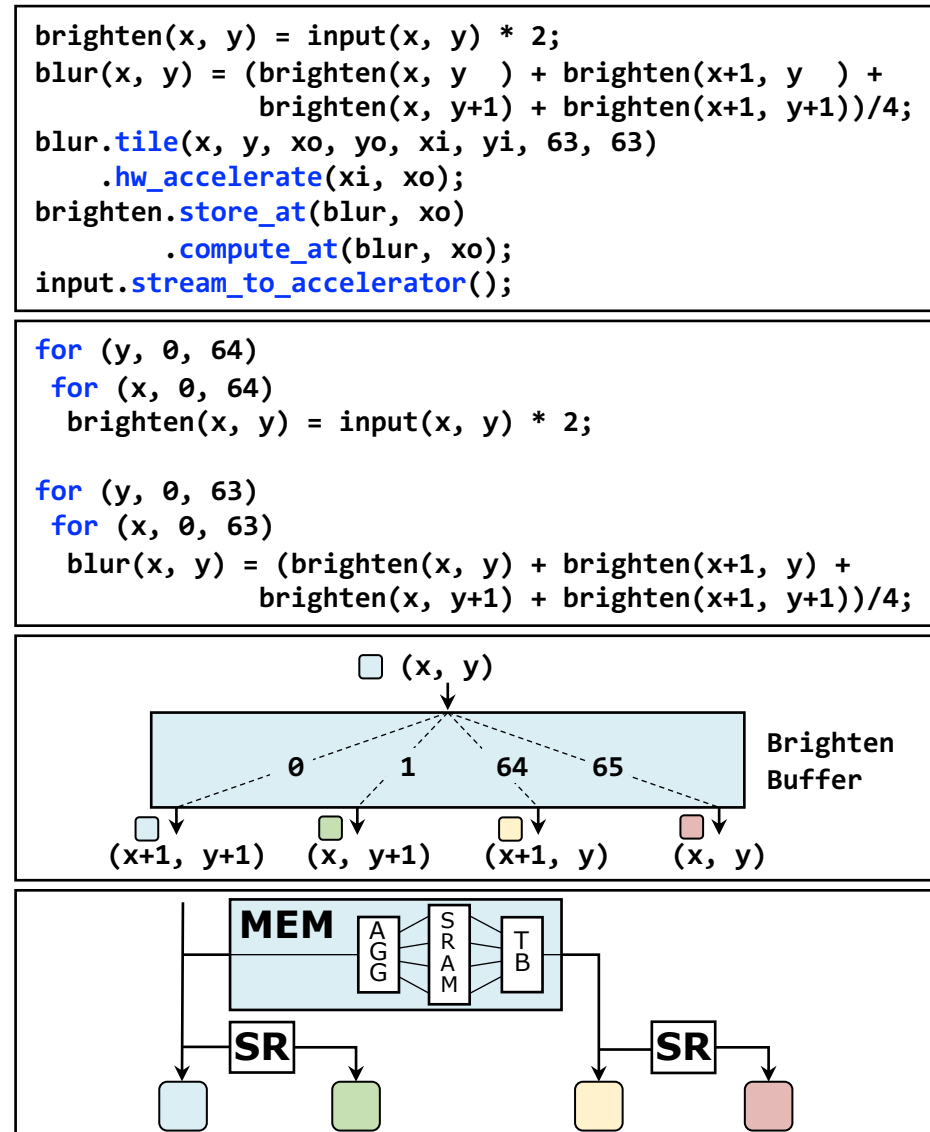 brighten(x, y) = input(x, y) * 2;
blur(x, y) = (brighten(x, y  ) + brighten(x+1, y  ) +
              brighten(x, y+1) + brighten(x+1, y+1))/4;
blur.tile(x, y, xo, yo, xi, yi, 63, 63)
    .hw_accelerate(xi, xo);
brighten.store_at(blur, xo)
        .compute_at(blur, xo);
input.stream_to_accelerator();
for (y, 0, 64)
 for (x, 0, 64)
  brighten(x, y) = input(x, y) * 2;
for (y, 0, 63)
 for (x, 0, 63)
  blur(x, y) = (brighten(x, y) + brighten(x+1, y) +
              brighten(x, y+1) + brighten(x+1, y+1))/4;
(x, y)
0 1 64 65
Brighten
Buffer
(x+1, y+1) (x, y+1) (x+1, y) (x, y)
MEM
AGG
SRAM
TB
SR
SR